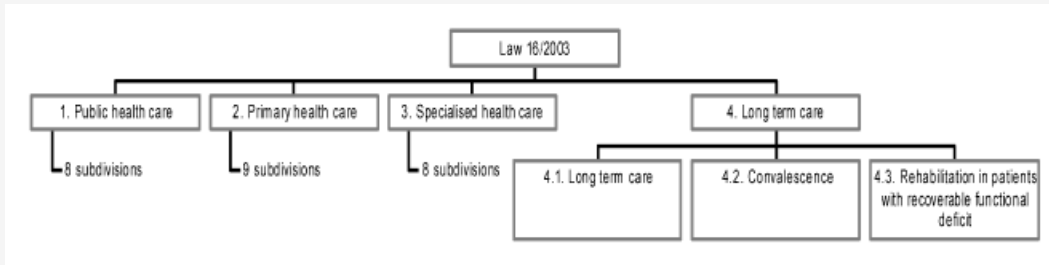 Law 16/2003
1. Public health care
2. Primary health care
3. Specialised health care
4. Long term care
8 subdivisions
9 subdivisions
8 subdivisions
4.1. Long term care
4.2. Convalescence
4.3. Rehabilitation in patients
with recoverable functional
deficit